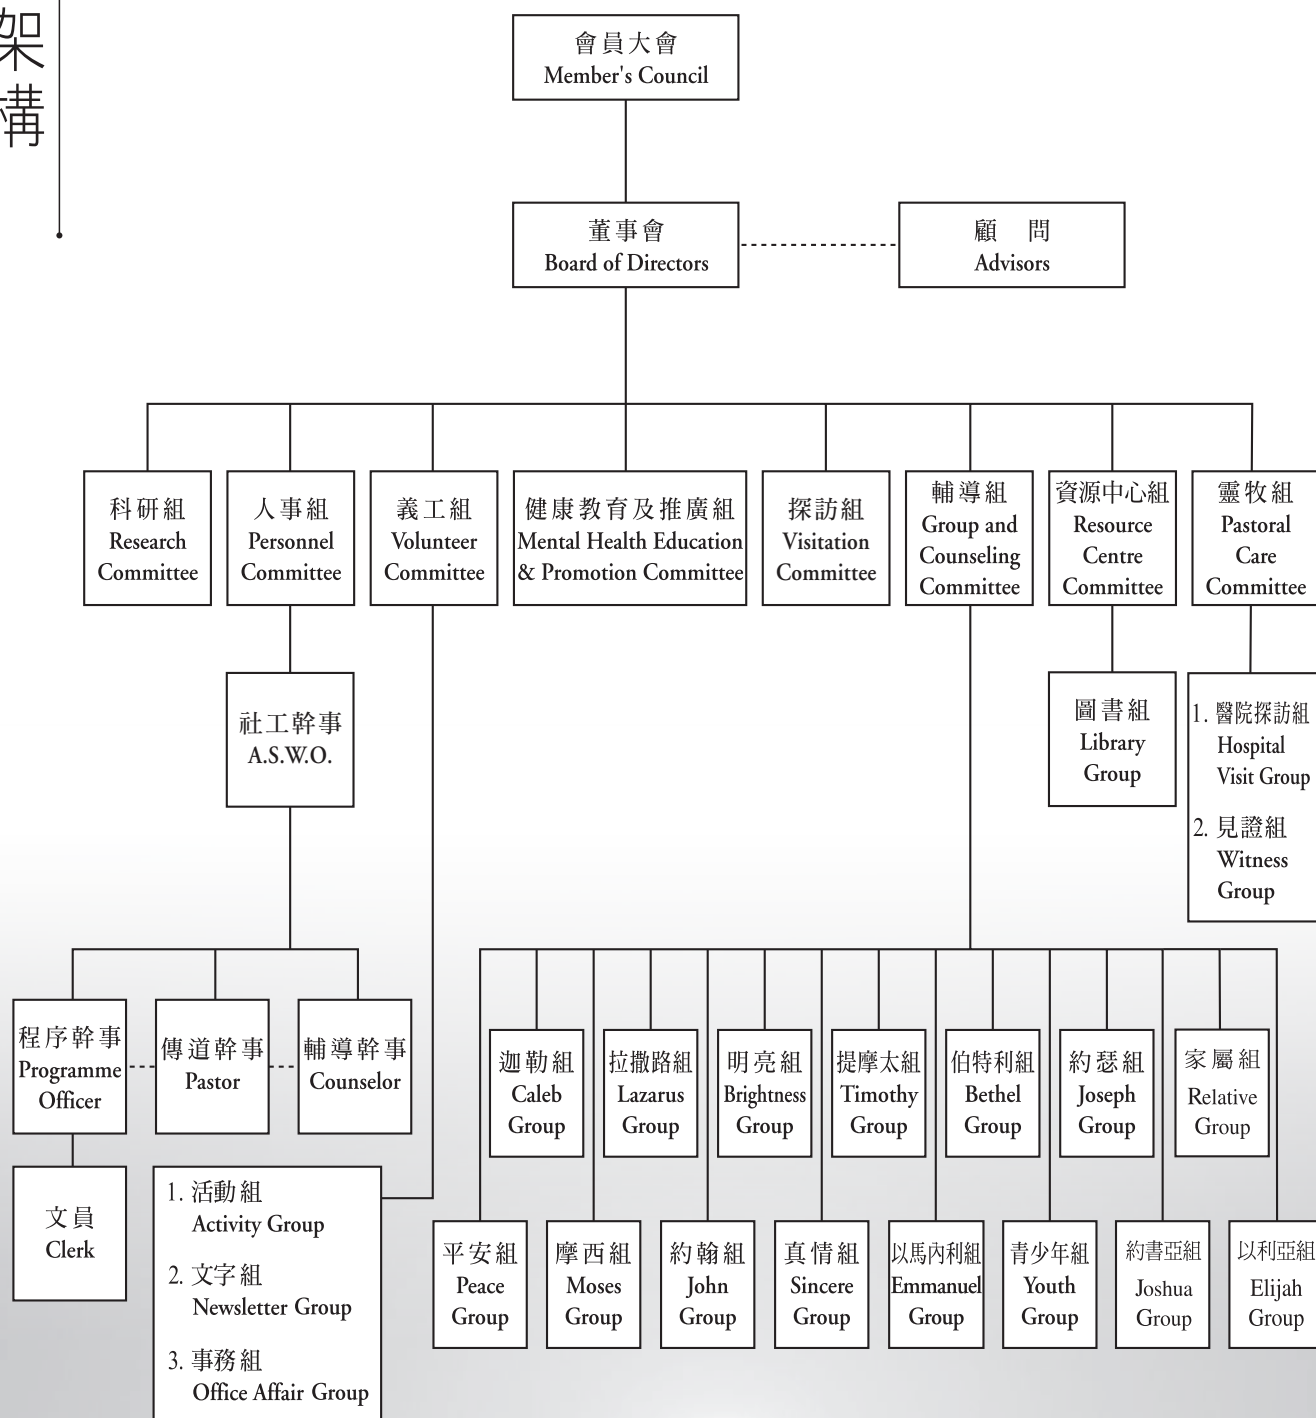 架構
會員大會
Member's Council
董事會
Board of Directors
顧 問
Advisors
科研組
Research
Committee
人事組
Personnel
Committee
義工組
Volunteer
Committee
健康教育及推廣組
Mental Health Education
& Promotion Committee
探訪組
Visitation
Committee
輔導組
Group and
Counseling
Committee
資源中心組
Resource
Centre
Committee
靈牧組
Pastoral
Care
Committee
社工幹事
A.S.W.O.
圖書組
Library
Group
1. 醫院探訪組
Hospital
Visit Group
2. 見證組
Witness
Group
程序幹事
Programme
Officer
傳道幹事
Pastor
輔導幹事
Counselor
文員
Clerk
1. 活動組
Activity Group
2. 文字組
Newsletter Group
3. 事務組
Office Affair Group
迦勒組
Caleb
Group
拉撒路組
Lazarus
Group
明亮組
Brightness
Group
提摩太組
Timothy
Group
伯特利組
Bethel
Group
約瑟組
Joseph
Group
家屬組
Relative
Group
平安組
Peace
Group
摩西組
Moses
Group
約翰組
John
Group
真情組
Sincere
Group
以馬內利組
Emmanuel
Group
青少年組
Youth
Group
約書亞組
Joshua
Group
以利亞組
Elijah
Group